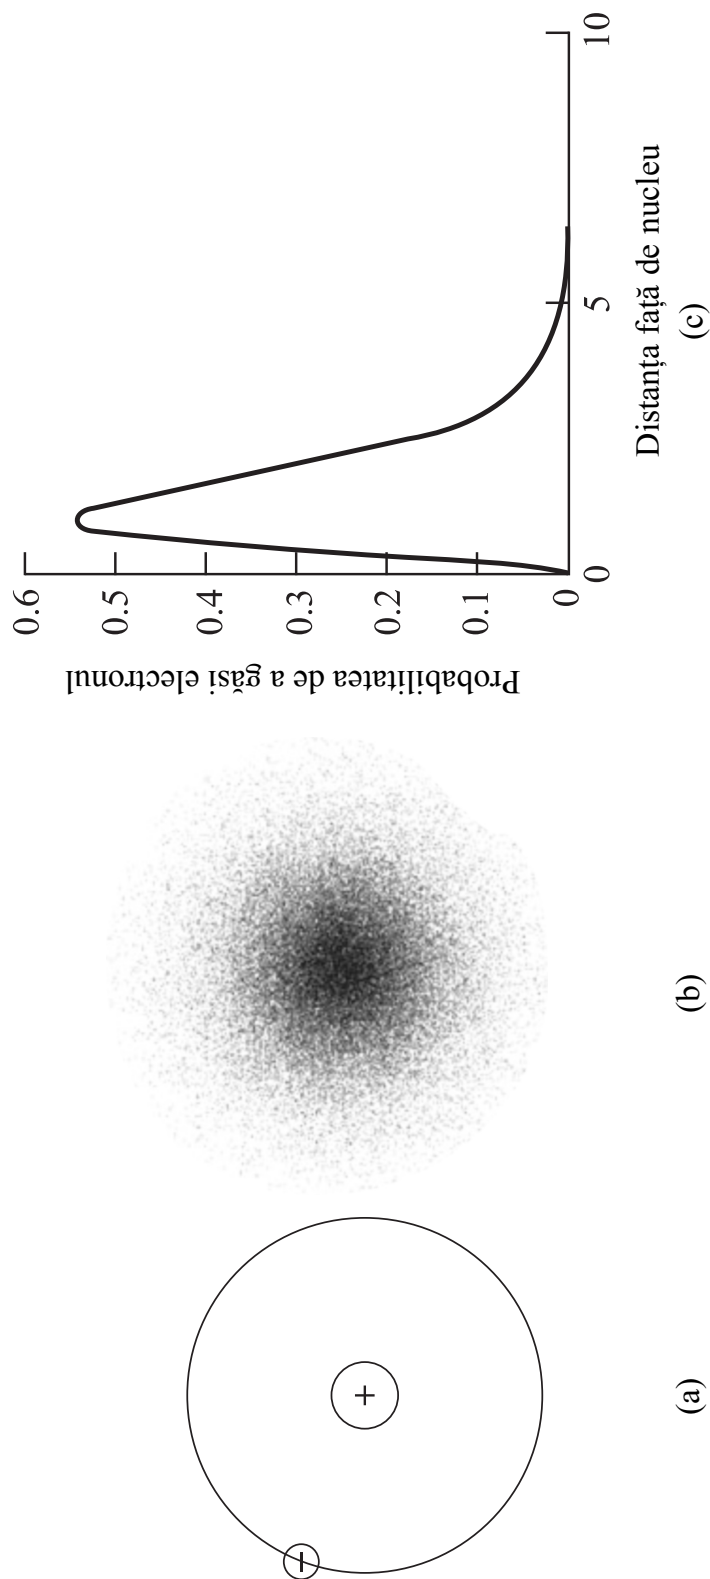 +
−
(a)
(b)
Probabilitatea de a găsi electronul
0.6
0.5
0.4
0.3
0.2
0.1
0
0
5
10
Distanța față de nucleu
(c)